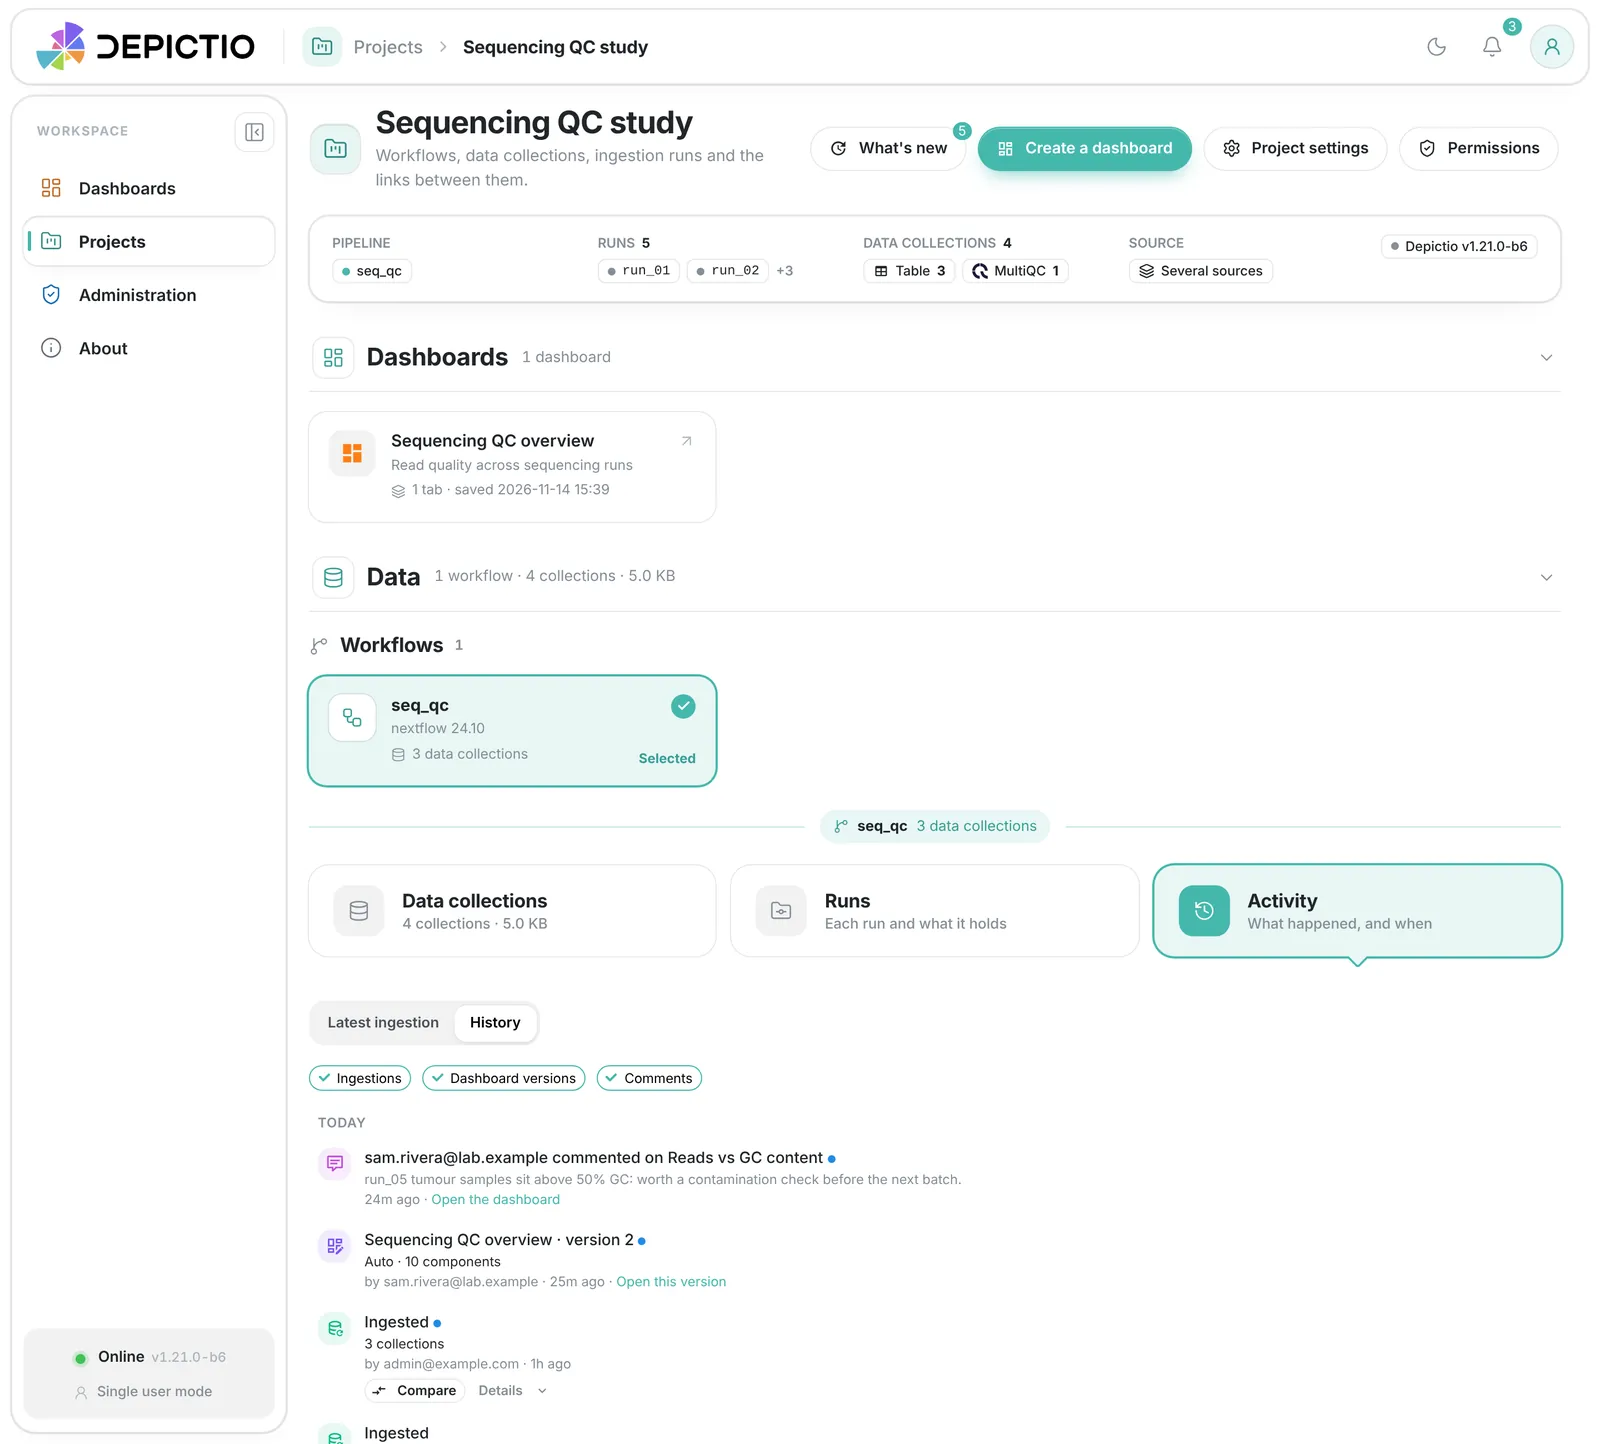 DEPICTIO
Projects
Sequencing QC study
3
WORKSPACE
Dashboards
Projects
Administration
About
Online v1.21.0-b6
Single user mode
Sequencing QC study
Workflows, data collections, ingestion runs and the
links between them.
What's new
5
Create a dashboard
Project settings
Permissions
PIPELINE
seq_qc
RUNS 5
run_01
run_02
+3
DATA COLLECTIONS 4
Table 3
MultiQC 1
SOURCE
Several sources
Depictio v1.21.0-b6
Dashboards 1 dashboard
Sequencing QC overview
Read quality across sequencing runs
1 tab · saved 2026-11-14 15:39
Data 1 workflow · 4 collections · 5.0 KB
Workflows 1
seq_qc
nextflow 24.10
3 data collections
Selected
seq_qc 3 data collections
Data collections
4 collections · 5.0 KB
Runs
Each run and what it holds
Activity
What happened, and when
Latest ingestion
History
Ingestions
Dashboard versions
Comments
TODAY
sam.rivera@lab.example commented on Reads vs GC content
run_05 tumour samples sit above 50% GC: worth a contamination check before the next batch.
24m ago · Open the dashboard
Sequencing QC overview · version 2
Auto · 10 components
by sam.rivera@lab.example · 25m ago · Open this version
Ingested
3 collections
by admin@example.com · 1h ago
Compare
Details
Ingested